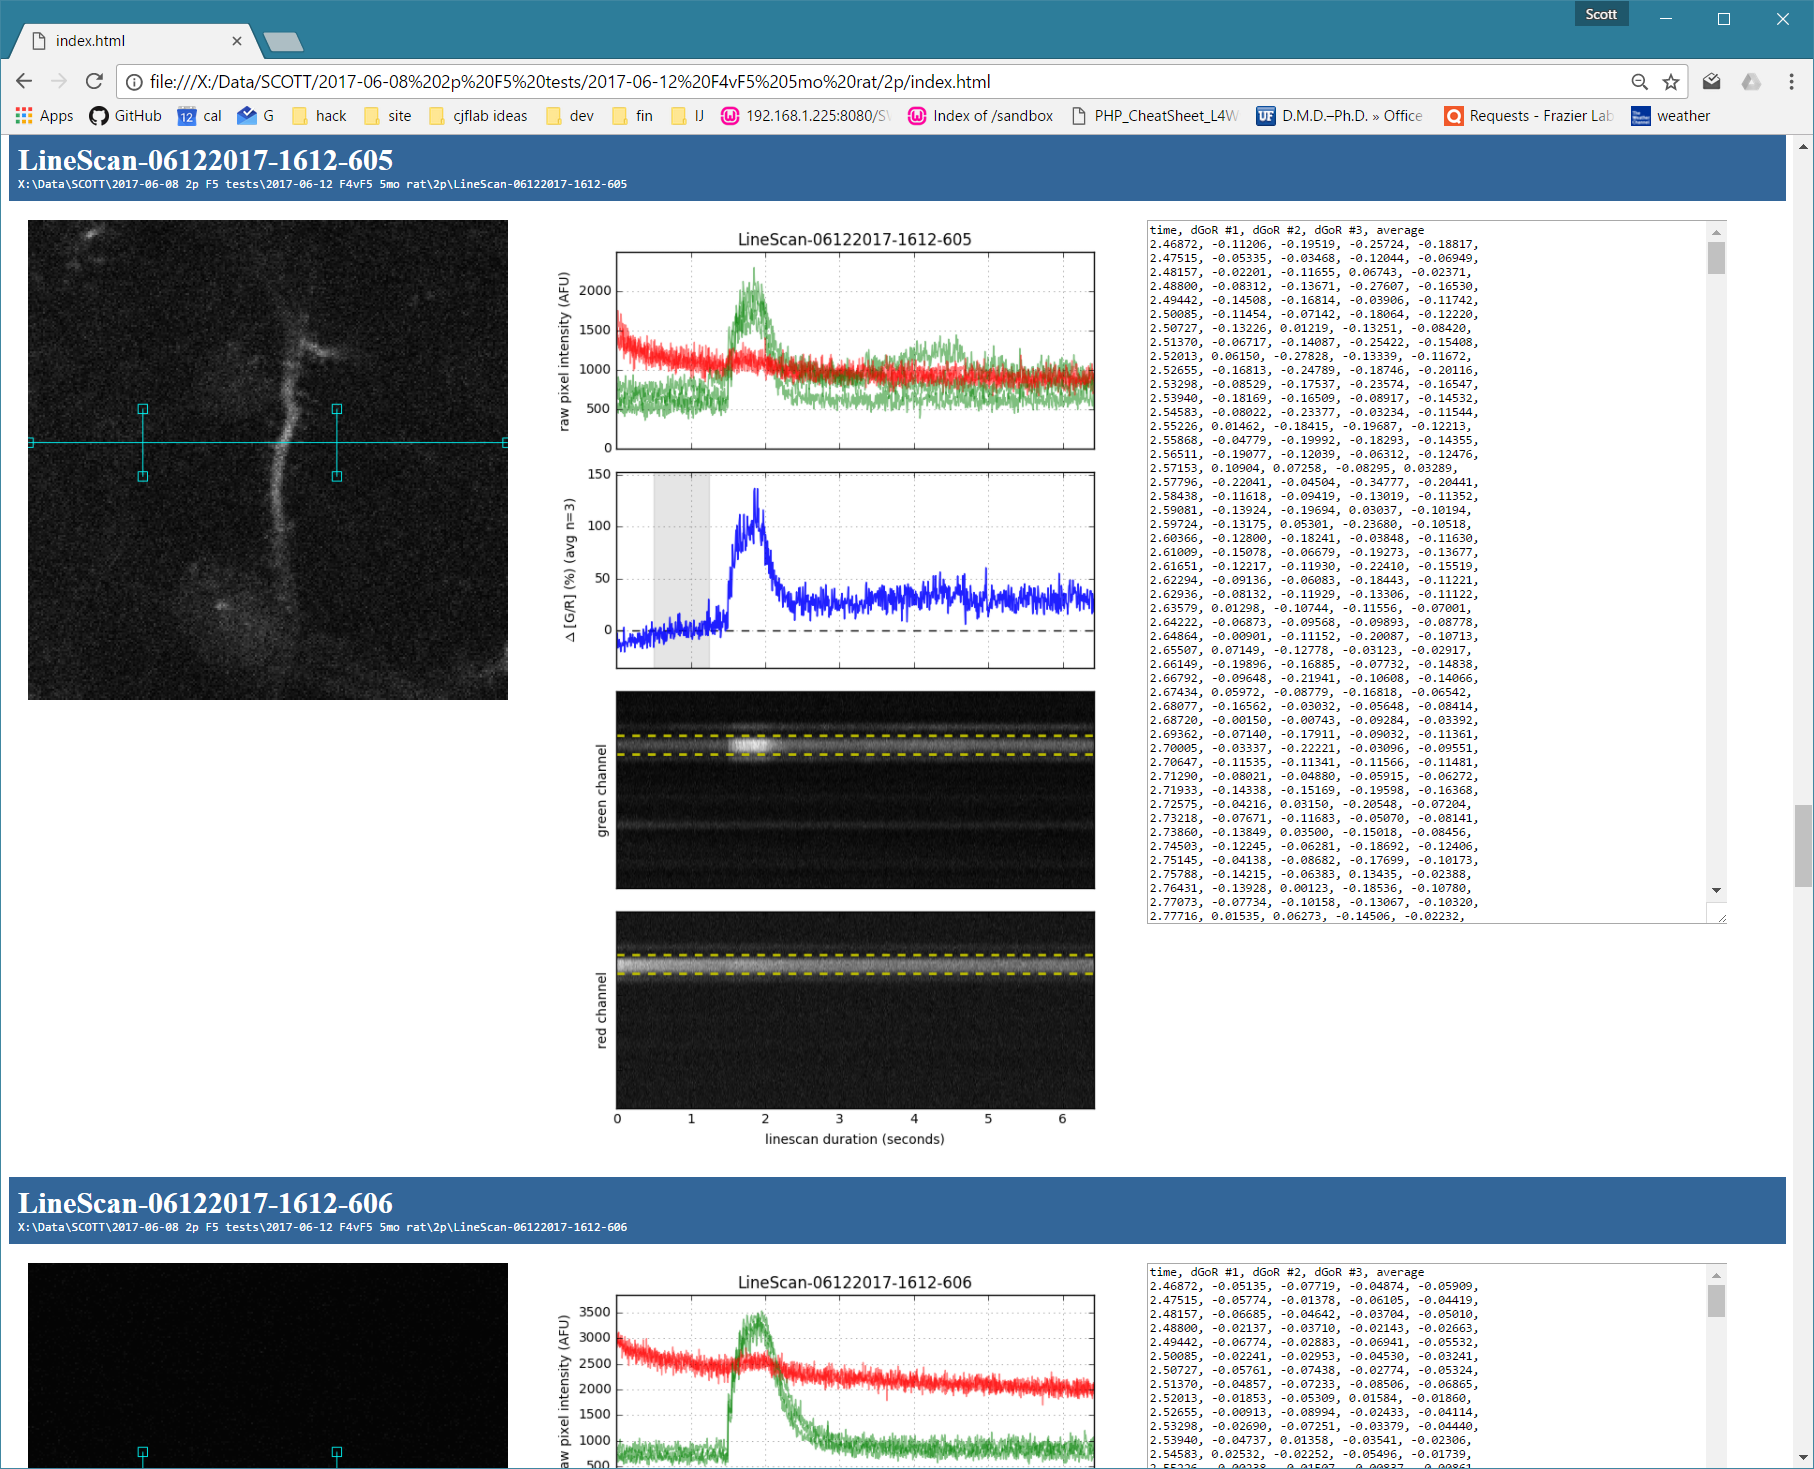 Scott
index.html
file:///X:/Data/SCOTT/2017-06-08%202p%20F5%20tests/2017-06-12%20F4vF5%205mo%20rat/2p/index.html
Apps GitHub 12 cal G hack site cjflab ideas dev fin IJ 192.168.1.225:8080/SV Index of /sandbox PHP_CheatSheet_L4W UF D.M.D.–Ph.D. » Office Requests - Frazier Lab weather
LineScan-06122017-1612-605
X:\Data\SCOTT\2017-06-08 2p F5 tests\2017-06-12 F4vF5 5mo rat\2p\LineScan-06122017-1612-605
LineScan-06122017-1612-605
raw pixel intensity (AFU)
2000
1500
1000
500
0
Δ [G/R] (%) (avg n=3)
150
100
50
0
green channel
red channel
0 1 2 3 4 5 6
linescan duration (seconds)
time, dGoR #1, dGoR #2, dGoR #3, average
2.46872, -0.11206, -0.19519, -0.25724, -0.18817,
2.47515, -0.05335, -0.03468, -0.12044, -0.06949,
2.48157, -0.02201, -0.11655, 0.06743, -0.02371,
2.48800, -0.08312, -0.13671, -0.27607, -0.16530,
2.49442, -0.14508, -0.16814, -0.03906, -0.11742,
2.50085, -0.11454, -0.07142, -0.18064, -0.12220,
2.50727, -0.13226, 0.01219, -0.13251, -0.08420,
2.51370, -0.06717, -0.14087, -0.25422, -0.15408,
2.52013, 0.06150, -0.27828, -0.13339, -0.11672,
2.52655, -0.16813, -0.24789, -0.18746, -0.20116,
2.53298, -0.08529, -0.17537, -0.23574, -0.16547,
2.53940, -0.18169, -0.16509, -0.08917, -0.14532,
2.54583, -0.08022, -0.23377, -0.03234, -0.11544,
2.55226, 0.01462, -0.18415, -0.19687, -0.12213,
2.55868, -0.04779, -0.19992, -0.18293, -0.14355,
2.56511, -0.19077, -0.12039, -0.06312, -0.12476,
2.57153, 0.10904, 0.07258, -0.08295, 0.03289,
2.57796, -0.22041, -0.04504, -0.34777, -0.20441,
2.58438, -0.11618, -0.09419, -0.13019, -0.11352,
2.59081, -0.13924, -0.19694, 0.03037, -0.10194,
2.59724, -0.13175, 0.05301, -0.23680, -0.10518,
2.60366, -0.12800, -0.18241, -0.03848, -0.11630,
2.61009, -0.15078, -0.06679, -0.19273, -0.13677,
2.61651, -0.12217, -0.11930, -0.22410, -0.15519,
2.62294, -0.09136, -0.06083, -0.18443, -0.11221,
2.62936, -0.08132, -0.11929, -0.13306, -0.11122,
2.63579, 0.01298, -0.10744, -0.11556, -0.07001,
2.64222, -0.06873, -0.09568, -0.09893, -0.08778,
2.64864, -0.00901, -0.11152, -0.20087, -0.10713,
2.65507, 0.07149, -0.12778, -0.03123, -0.02917,
2.66149, -0.19896, -0.16885, -0.07732, -0.14838,
2.66792, -0.09648, -0.21941, -0.10608, -0.14066,
2.67434, 0.05972, -0.08779, -0.16818, -0.06542,
2.68077, -0.16562, -0.03032, -0.05648, -0.08414,
2.68720, -0.00150, -0.00743, -0.09284, -0.03392,
2.69362, -0.07140, -0.17911, -0.09032, -0.11361,
2.70005, -0.03337, -0.22221, -0.03096, -0.09551,
2.70647, -0.11535, -0.11341, -0.11566, -0.11481,
2.71290, -0.08021, -0.04880, -0.05915, -0.06272,
2.71933, -0.14338, -0.15169, -0.19598, -0.16368,
2.72575, -0.04216, 0.03150, -0.20548, -0.07204,
2.73218, -0.07671, -0.11683, -0.05070, -0.08141,
2.73860, -0.13849, 0.03500, -0.15018, -0.08456,
2.74503, -0.12245, -0.06281, -0.18692, -0.12406,
2.75145, -0.04138, -0.08682, -0.17699, -0.10173,
2.75788, -0.14215, -0.06383, 0.13435, -0.02388,
2.76431, -0.13928, 0.00123, -0.18536, -0.10780,
2.77073, -0.07734, -0.10158, -0.13067, -0.10320,
2.77716, 0.01535, 0.06273, -0.14506, -0.02232,
LineScan-06122017-1612-606
X:\Data\SCOTT\2017-06-08 2p F5 tests\2017-06-12 F4vF5 5mo rat\2p\LineScan-06122017-1612-606
LineScan-06122017-1612-606
aw pixel intensity (AFU)
3500
3000
2500
2000
1500
1000
500
time, dGoR #1, dGoR #2, dGoR #3, average
2.46872, -0.05135, -0.07719, -0.04874, -0.05909,
2.47515, -0.05774, -0.01378, -0.06105, -0.04419,
2.48157, -0.06685, -0.04642, -0.03704, -0.05010,
2.48800, -0.02137, -0.03710, -0.02143, -0.02663,
2.49442, -0.06774, -0.02883, -0.06941, -0.05532,
2.50085, -0.02241, -0.02953, -0.04530, -0.03241,
2.50727, -0.05761, -0.07438, -0.02774, -0.05324,
2.51370, -0.04857, -0.07233, -0.08506, -0.06865,
2.52013, -0.01853, -0.05309, 0.01584, -0.01860,
2.52655, -0.00913, -0.08994, -0.02433, -0.04114,
2.53298, -0.02690, -0.07251, -0.03379, -0.04440,
2.53940, -0.04737, 0.01358, -0.03541, -0.02306,
2.54583, 0.02532, -0.02252, -0.05496, -0.01739,